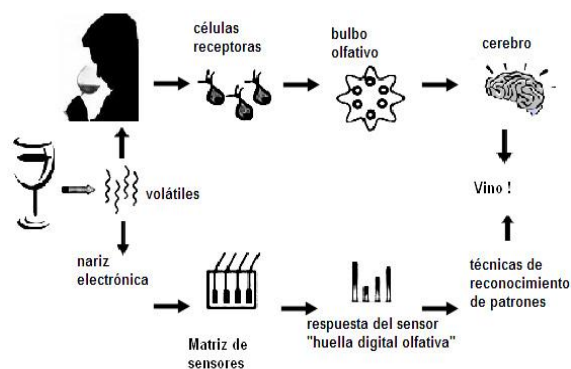 células
receptoras
bulbo
olfativo
cerebro
volátiles
Vino !
nariz
electrónica
Matriz de
sensores
respuesta del sensor
"huella digital olfativa"
técnicas de
reconocimiento
de patrones